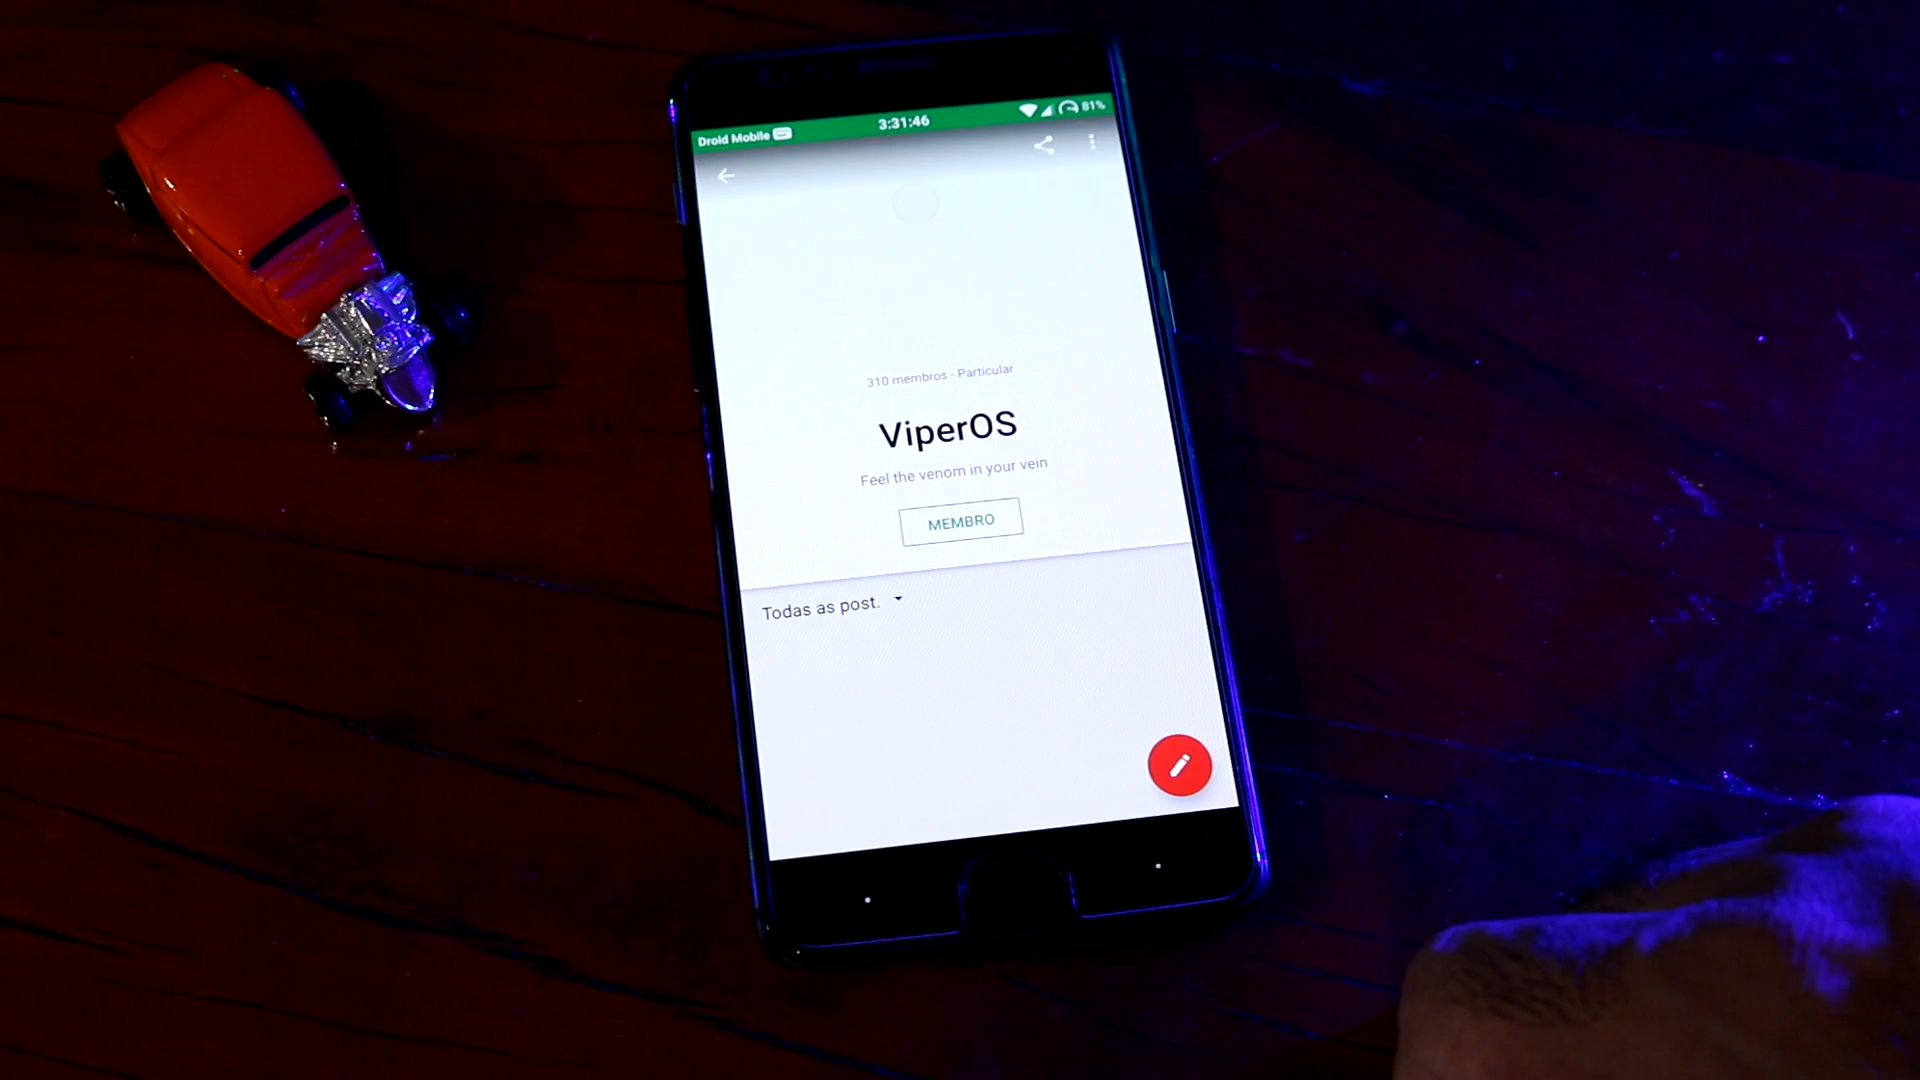 Droid Mobile
3:31:46
81%
310 membros - Particular
ViperOS
Feel the venom in your vein
MEMBRO
Todas as post.